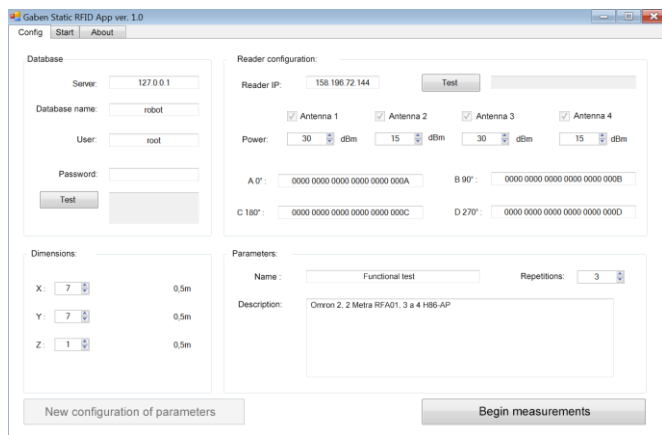 Gaben Static RFID App ver. 1.0
Config Start About
Database
Server: 127.0.0.1
Database name: robot
User: root
Password:
Test
Reader configuration:
Reader IP: 158.196.72.144 Test
Antenna 1 Antenna 2 Antenna 3 Antenna 4
Power: 30 dBm 15 dBm 30 dBm 15 dBm
A 0° : 0000 0000 0000 0000 0000 000A B 90° : 0000 0000 0000 0000 0000 000B
C 180° : 0000 0000 0000 0000 0000 000C D 270° : 0000 0000 0000 0000 0000 000D
Dimensions:
X : 7 0,5m
Y : 7 0,5m
Z : 1 0,5m
Parameters:
Name : Functional test Repetitions: 3
Description: Omron 2, 2 Metra RFA01, 3 a 4 H86-AP
New configuration of parameters Begin measurements